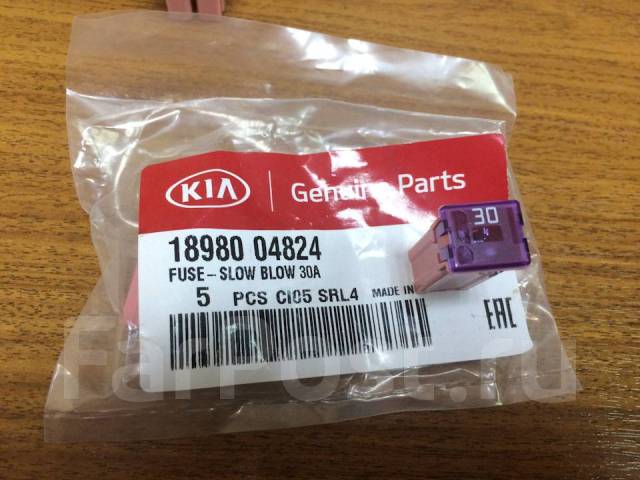 KIA Genuine Parts
30
18980 04824
FUSE-SLOW BLOW 30A
5 PCS CI05 SRL4 MADE IN
EAC
FarPost.ru